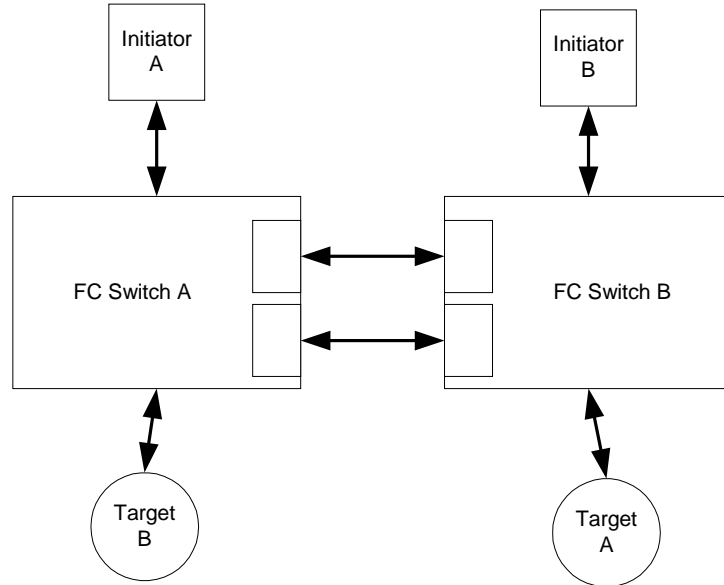 Initiator
A
Initiator
B
FC Switch A
FC Switch B
Target
B
Target
A